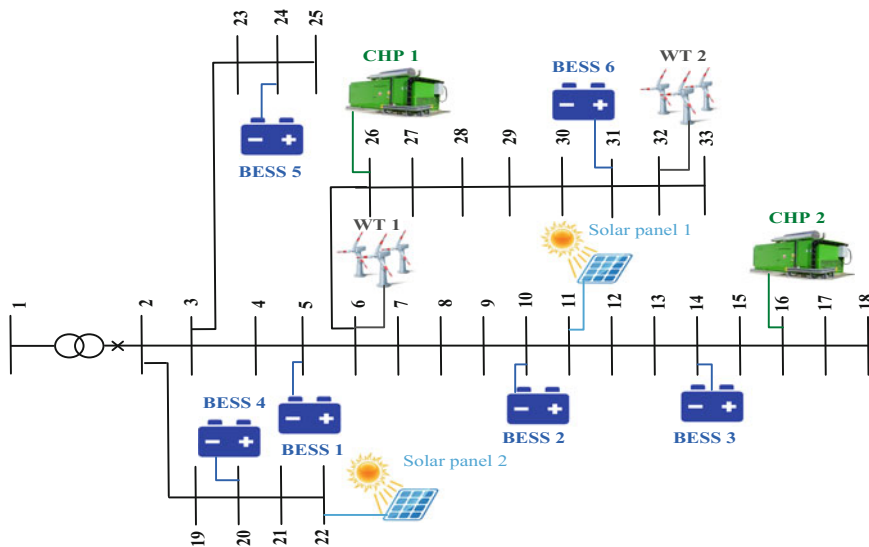 23
24
25
CHP 1
BESS 6
WT 2
BESS 5
26
27
28
29
30
31
32
33
WT 1
Solar panel 1
CHP 2
1
2
3
4
5
6
7
8
9
10
11
12
13
14
15
16
17
18
BESS 4
BESS 1
BESS 2
BESS 3
Solar panel 2
19
20
21
22